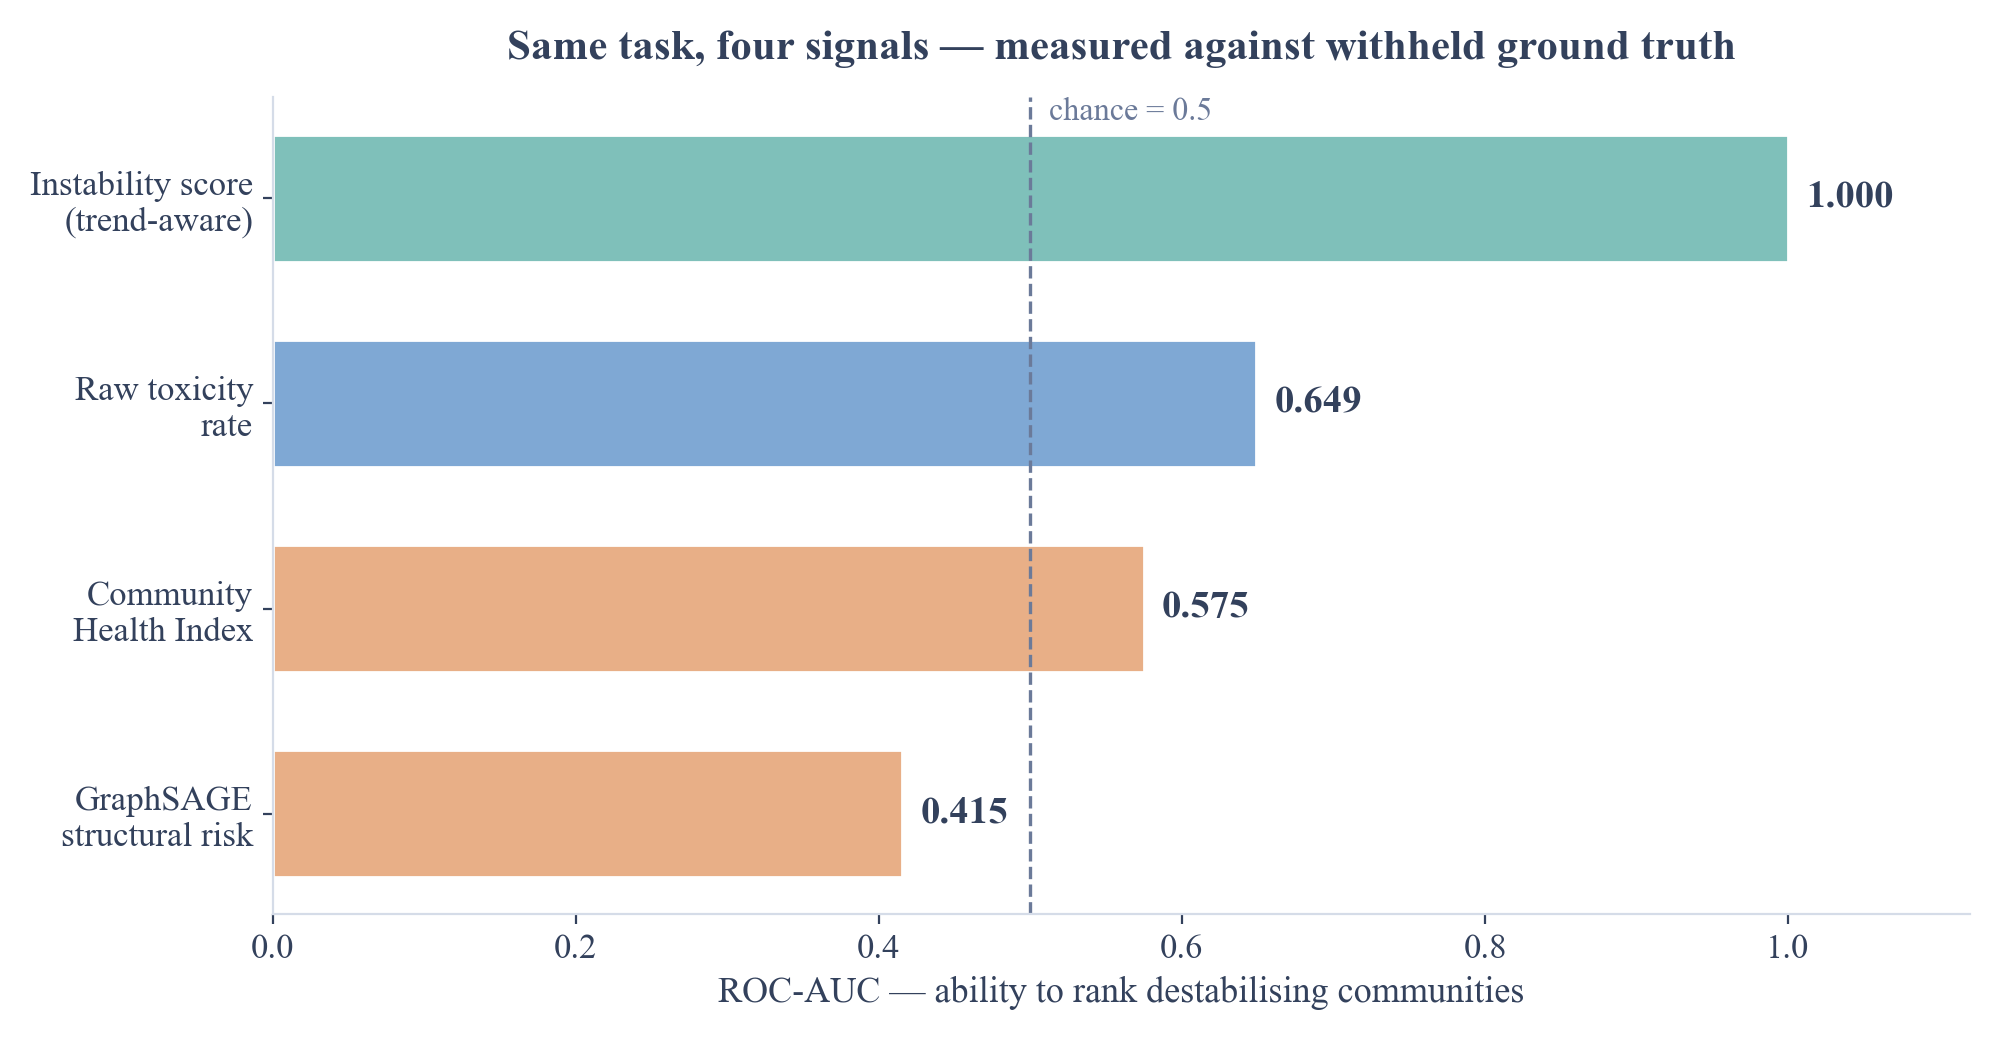 Same task, four signals — measured against withheld ground truth
chance = 0.5
Instability score
(trend-aware)
1.000
Raw toxicity
rate
0.649
Community
Health Index
0.575
GraphSAGE
structural risk
0.415
0.0 0.2 0.4 0.6 0.8 1.0
ROC-AUC — ability to rank destabilising communities